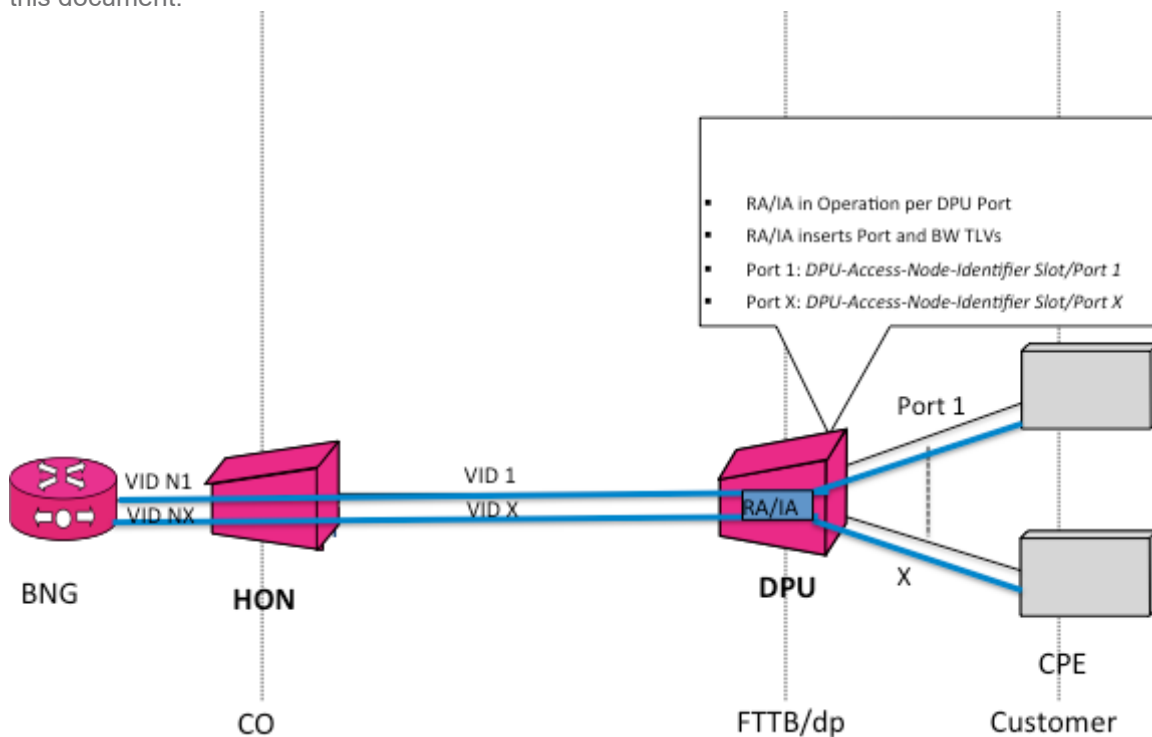 this document.
RA/IA in Operation per DPU Port
RA/IA inserts Port and BW TLVs
Port 1: DPU-Access-Node-Identifier Slot/Port 1
Port X: DPU-Access-Node-Identifier Slot/Port X
Port 1
VID N1
VID 1
VID NX
VID X
RA/IA
X
BNG
HON
DPU
CPE
CO
FTTB/dp
Customer